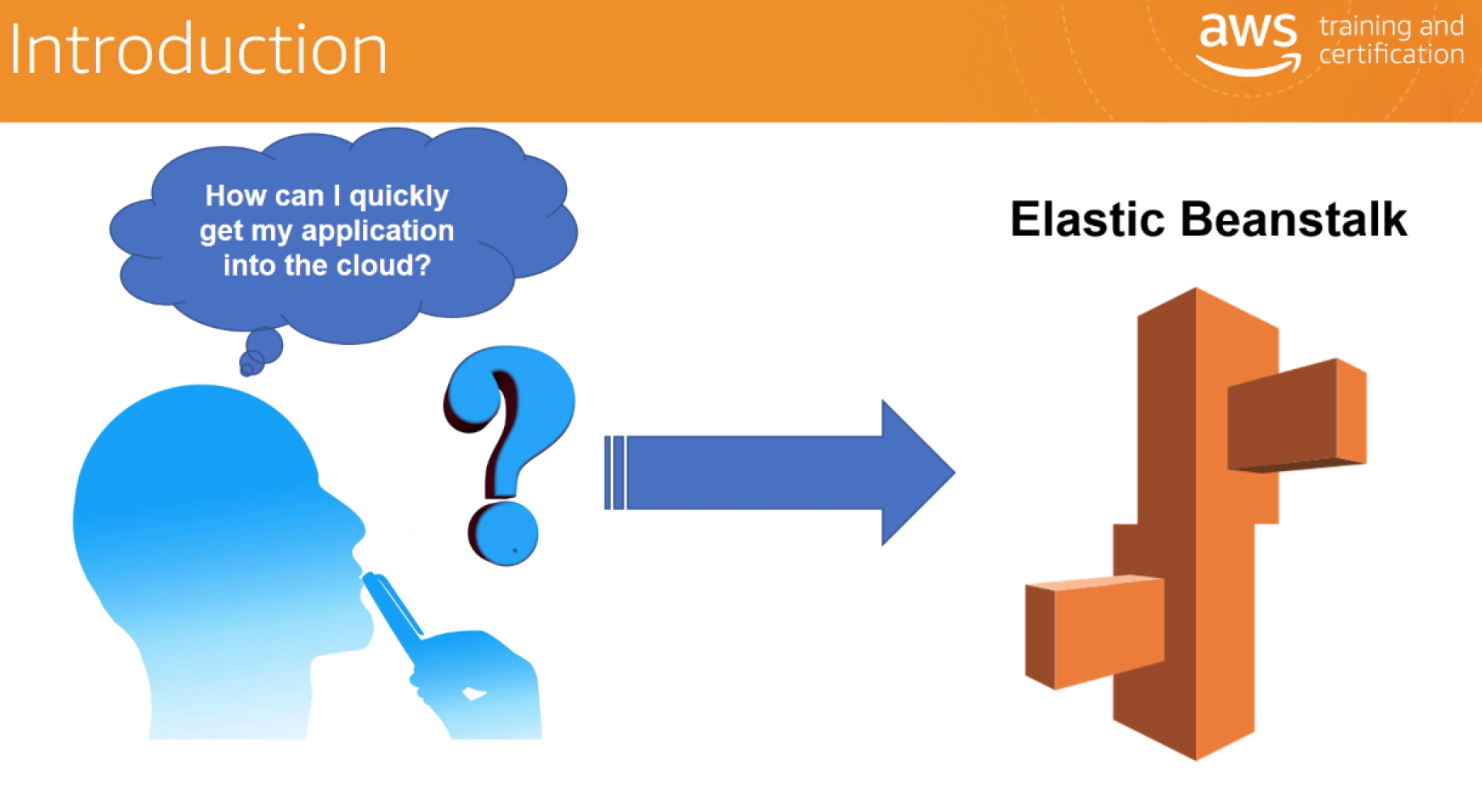 Introduction
aws training and
certification
How can I quickly
get my application
into the cloud?
Elastic Beanstalk